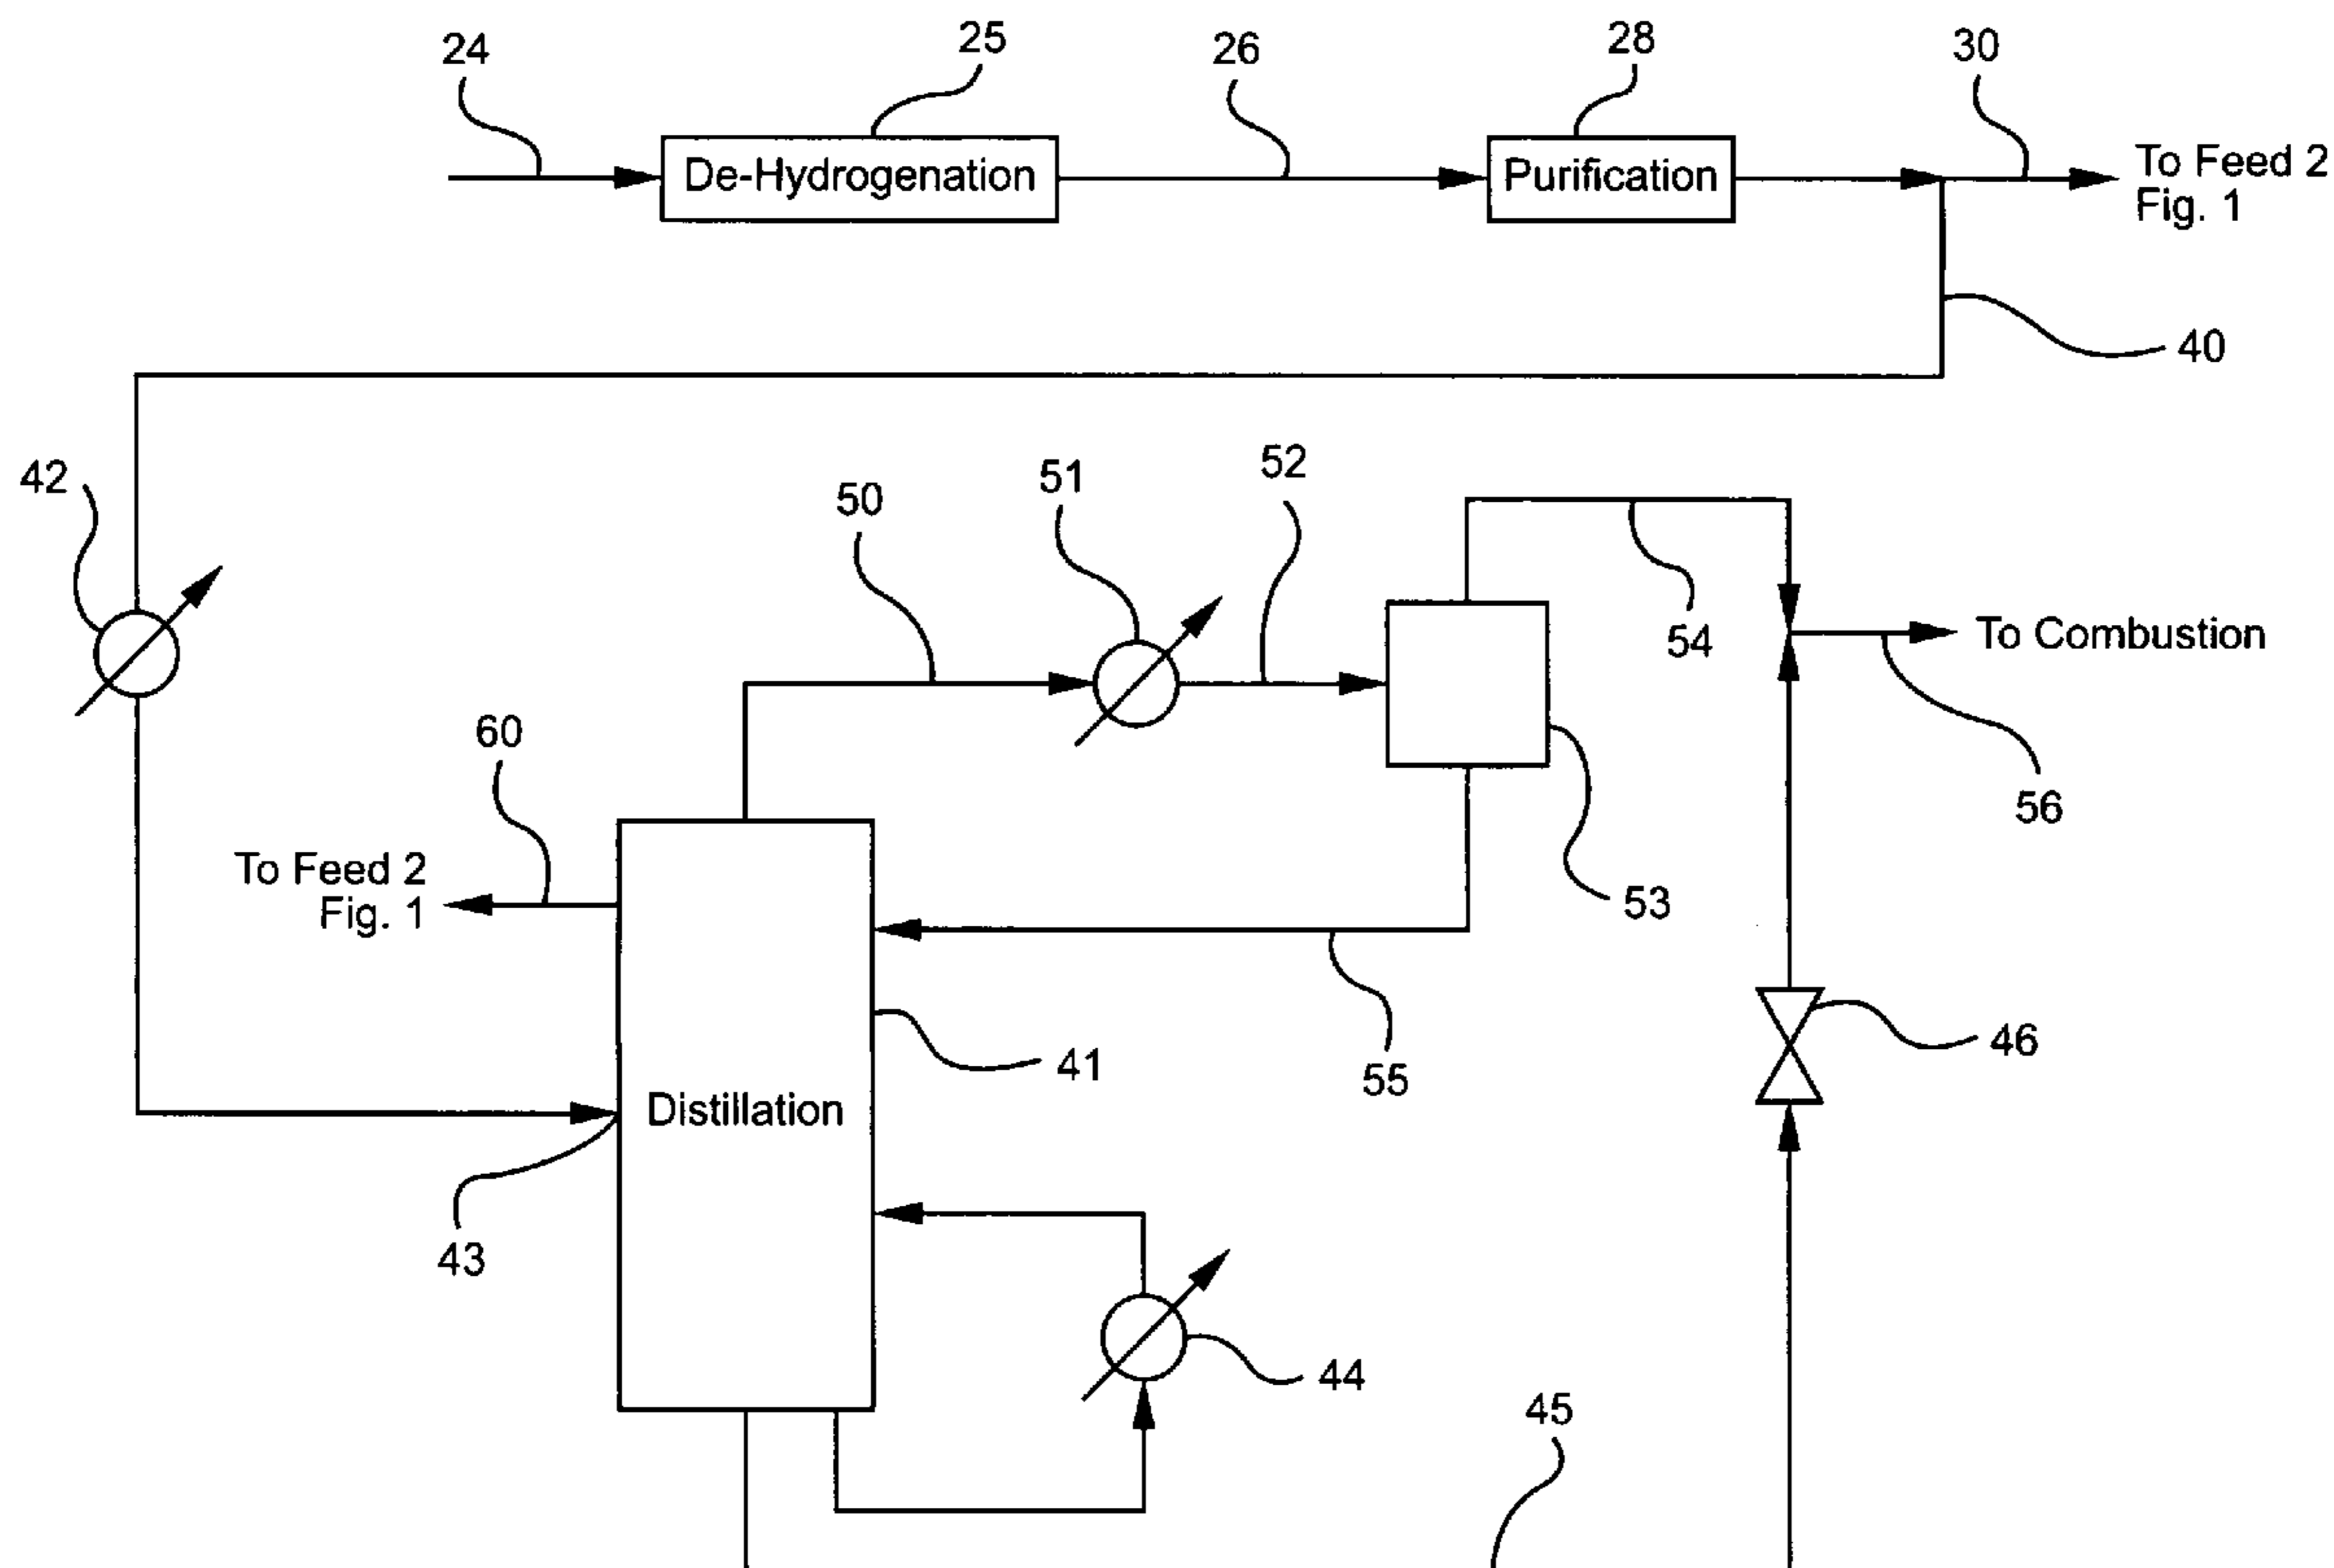 24
25
26
28
30
De-Hydrogenation
Purification
To Feed 2
Fig. 1
40
42
50
51
52
54
To Combustion
56
60
To Feed 2
Fig. 1
53
46
41
55
Distillation
43
44
45